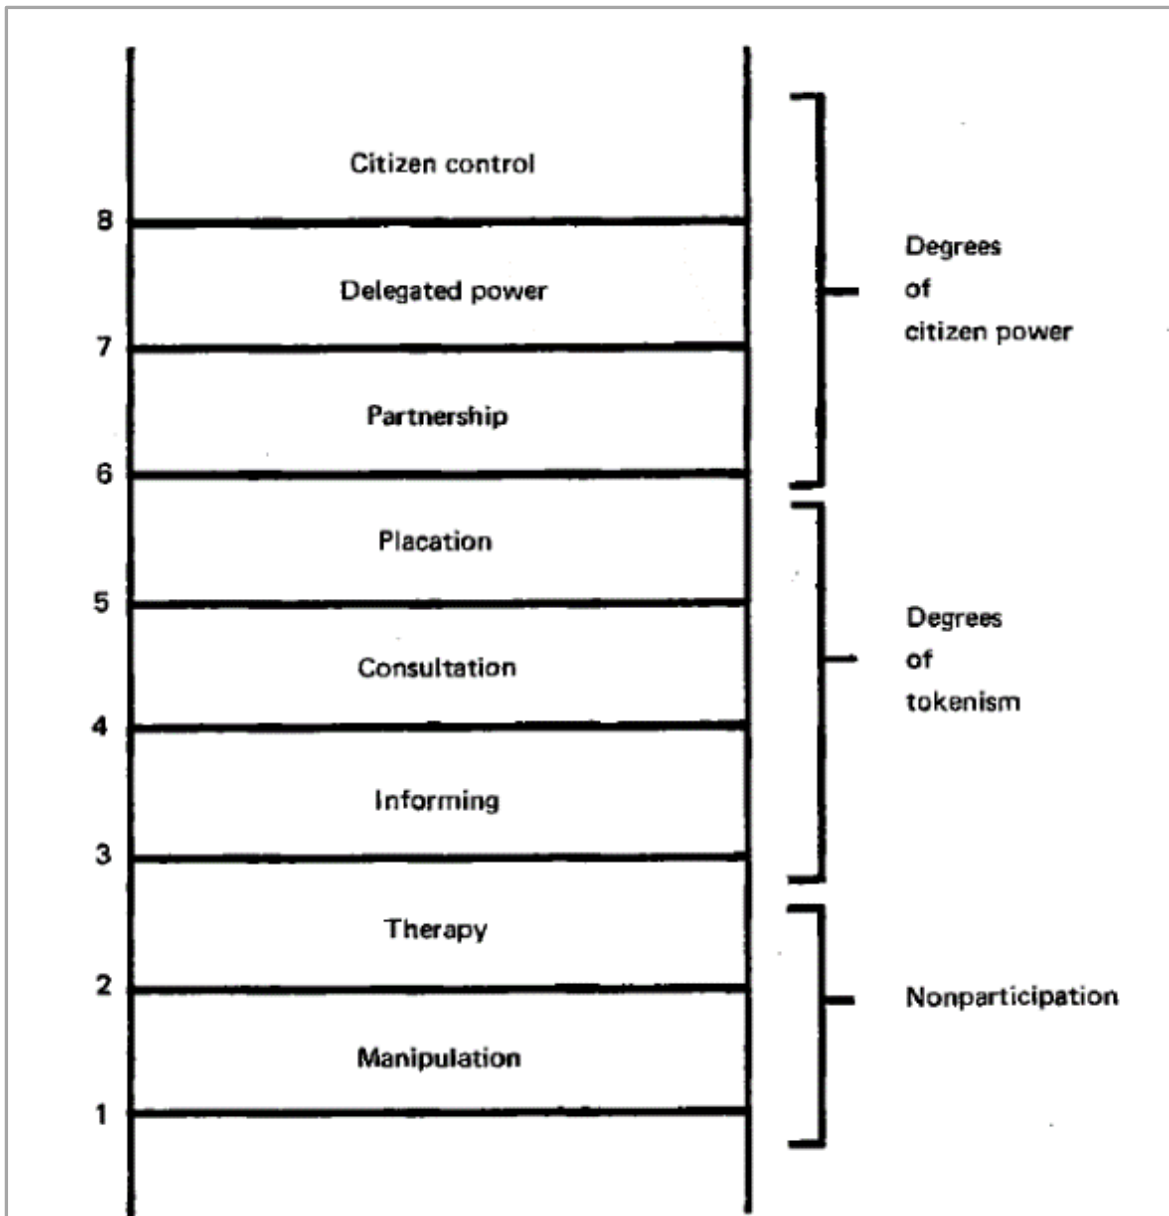 Citizen control
8
Delegated power
7
Partnership
6
Placation
5
Consultation
4
Informing
3
Therapy
2
Manipulation
1
Degrees
of
citizen power
Degrees
of
tokenism
Nonparticipation